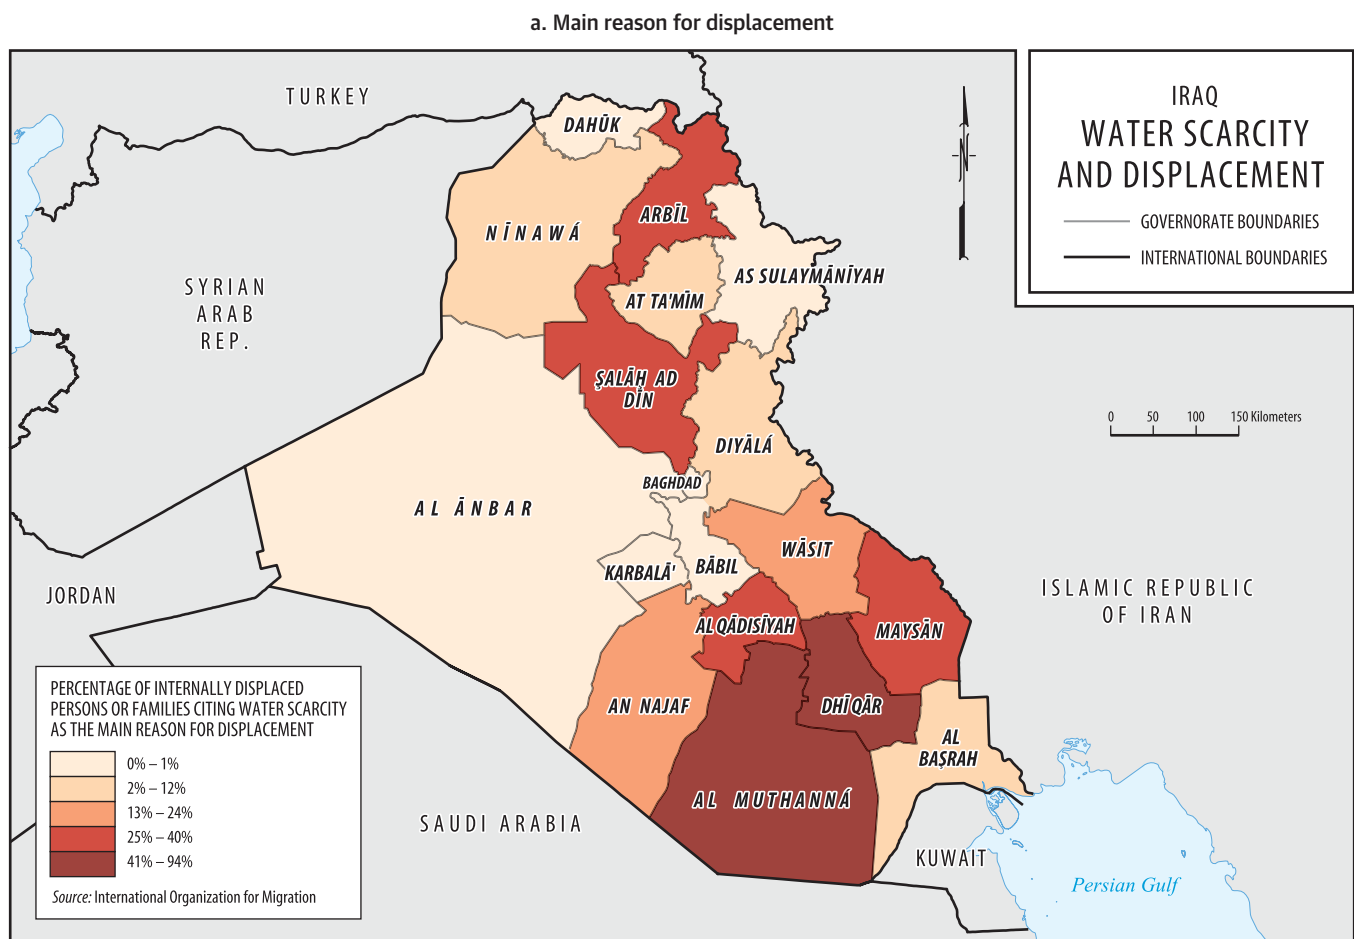 a. Main reason for displacement
IRAQ
WATER SCARCITY
AND DISPLACEMENT
GOVERNORATE BOUNDARIES
INTERNATIONAL BOUNDARIES
N
TURKEY
DAHŪK
ARBĪL
NĪNAWÁ
AS SULAYMĀNĪYAH
AT TA'MĪM
SYRIAN
ARAB
REP.
ṢALĀḤ AD
DĪN
0 50 100 150 Kilometers
DIYĀLÁ
BAGHDAD
AL ĀNBAR
WĀSIT
BĀBIL
KARBALĀ'
JORDAN
ISLAMIC REPUBLIC
OF IRAN
AL QĀDISĪYAH
MAYSĀN
AN NAJAF
DHĪ QĀR
AL
BAṢRAH
AL MUTHANNÁ
SAUDI ARABIA
KUWAIT
Persian Gulf
PERCENTAGE OF INTERNALLY DISPLACED
PERSONS OR FAMILIES CITING WATER SCARCITY
AS THE MAIN REASON FOR DISPLACEMENT
0% – 1%
2% – 12%
13% – 24%
25% – 40%
41% – 94%
Source: International Organization for Migration